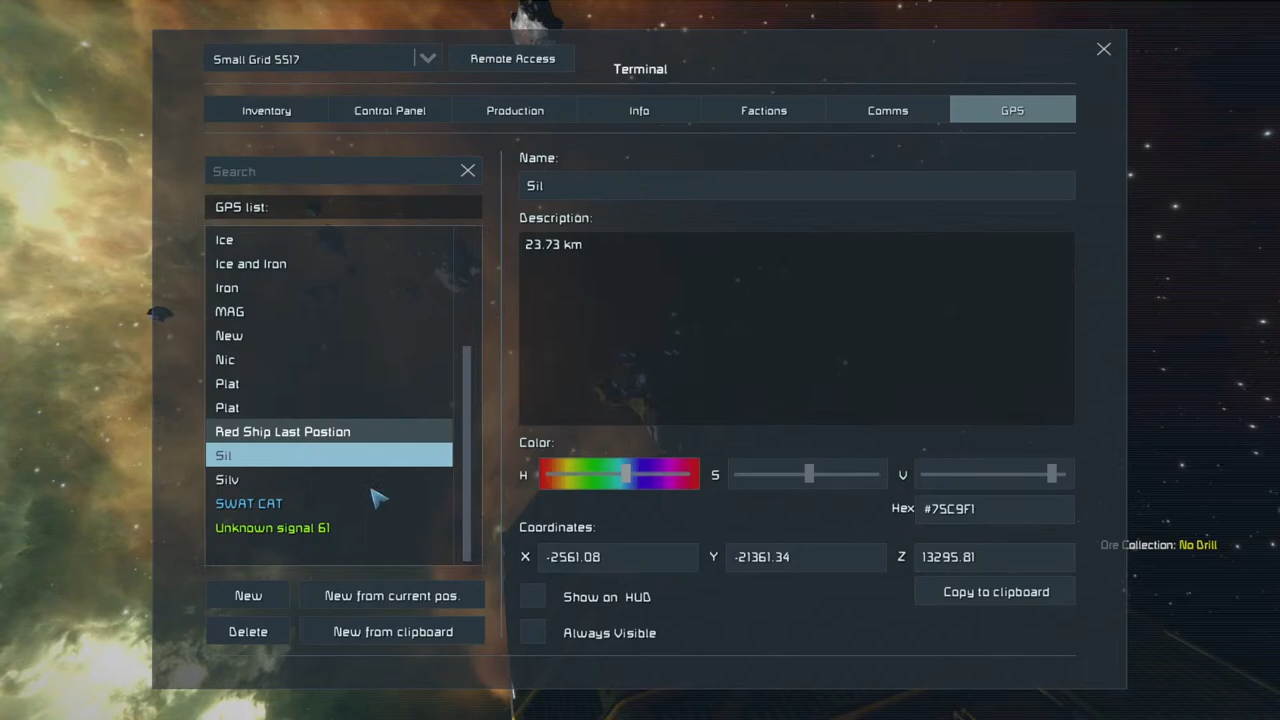 Small Grid 5517
Remote Access
Terminal
Inventory
Control Panel
Production
Info
Factions
Comms
GPS
Search
GPS list:
Ice
Ice and Iron
Iron
MAG
New
Nic
Plat
Plat
Red Ship Last Postion
Sil
Silv
SWAT CAT
Unknown signal 61
New
New from current pos.
Delete
New from clipboard
Name:
Sil
Description:
23.73 km
Color:
H
S
V
Hex #75C9F1
Coordinates:
X -2561.08 Y -21361.34 Z 13295.81
Show on HUD
Copy to clipboard
Always Visible
Ore Collection: No Drill